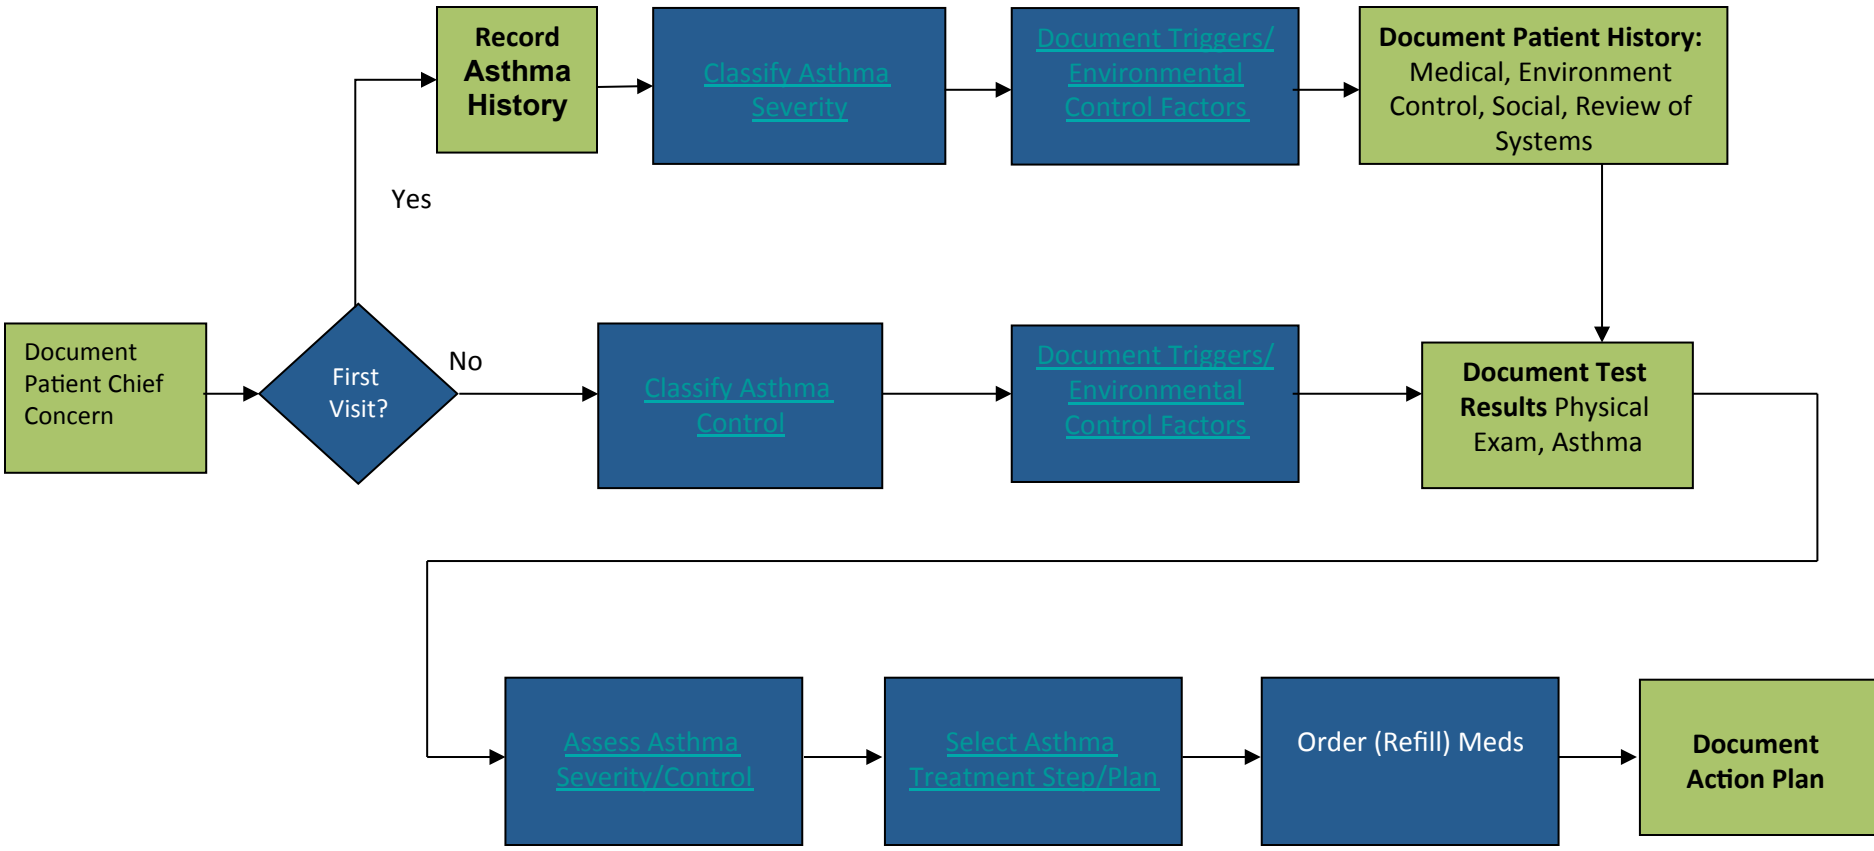 Record
Asthma
History
Classify Asthma
Severity
Document Triggers/
Environmental
Control Factors
Document Patient History:
Medical, Environment
Control, Social, Review of
Systems
Yes
Document
Patient Chief
Concern
First
Visit?
No
Classify Asthma
Control
Document Triggers/
Environmental
Control Factors
Document Test
Results Physical
Exam, Asthma
Assess Asthma
Severity/Control
Select Asthma
Treatment Step/Plan
Order (Refill) Meds
Document
Action Plan